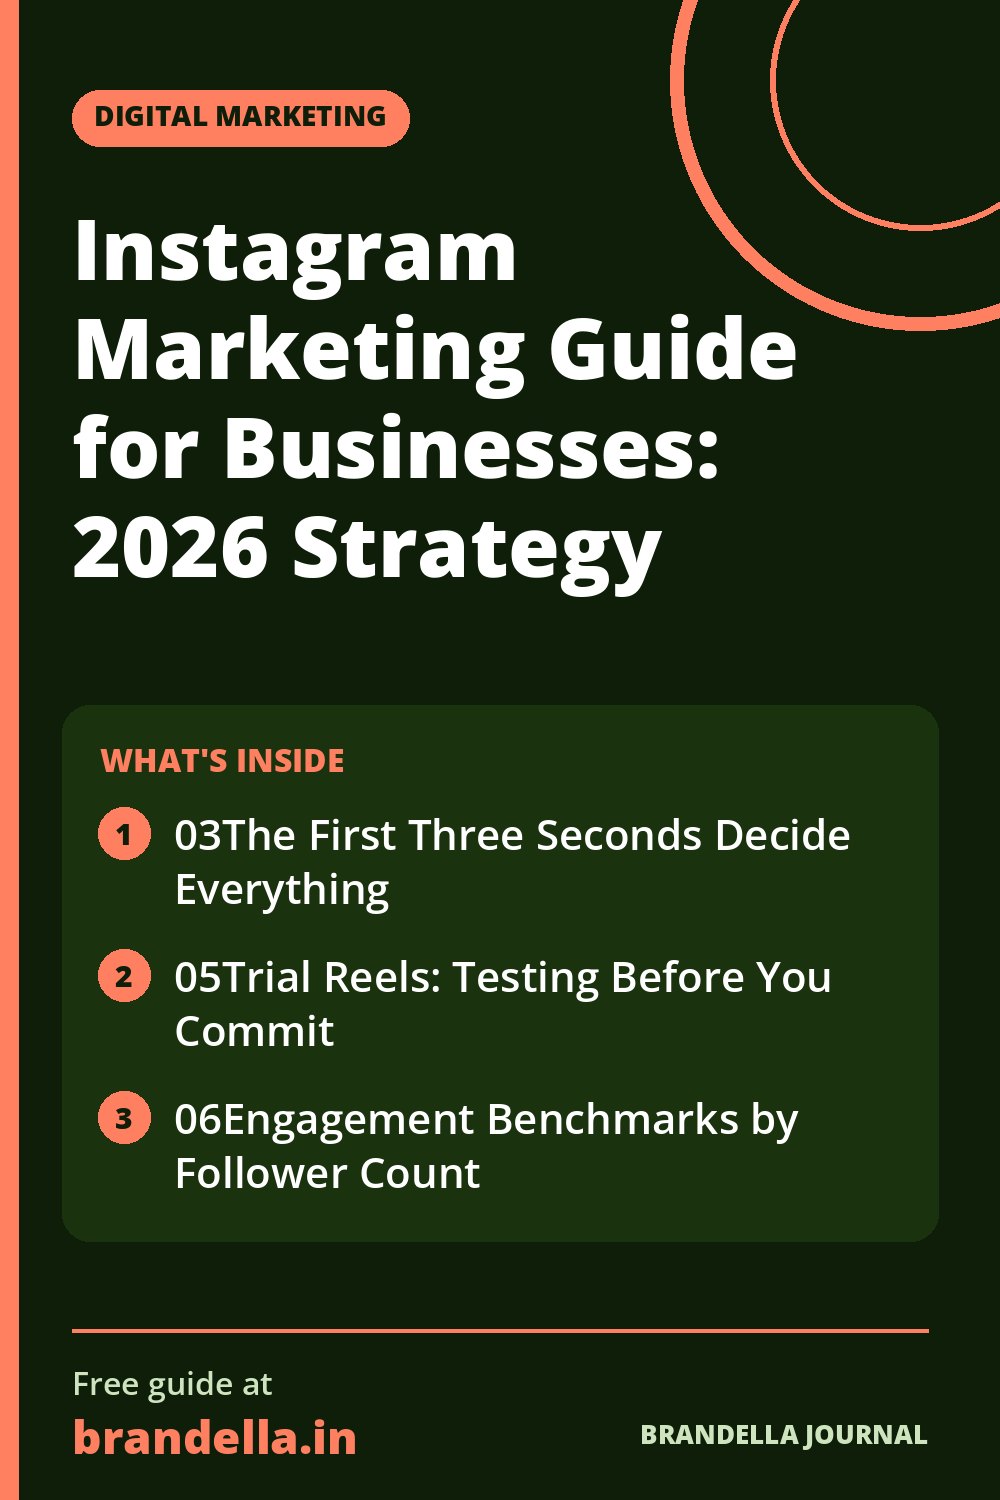 DIGITAL MARKETING
Instagram
Marketing Guide
for Businesses:
2026 Strategy
WHAT'S INSIDE
1 03The First Three Seconds Decide
Everything
2 05Trial Reels: Testing Before You
Commit
3 06Engagement Benchmarks by
Follower Count
Free guide at
brandella.in
BRANDELLA JOURNAL